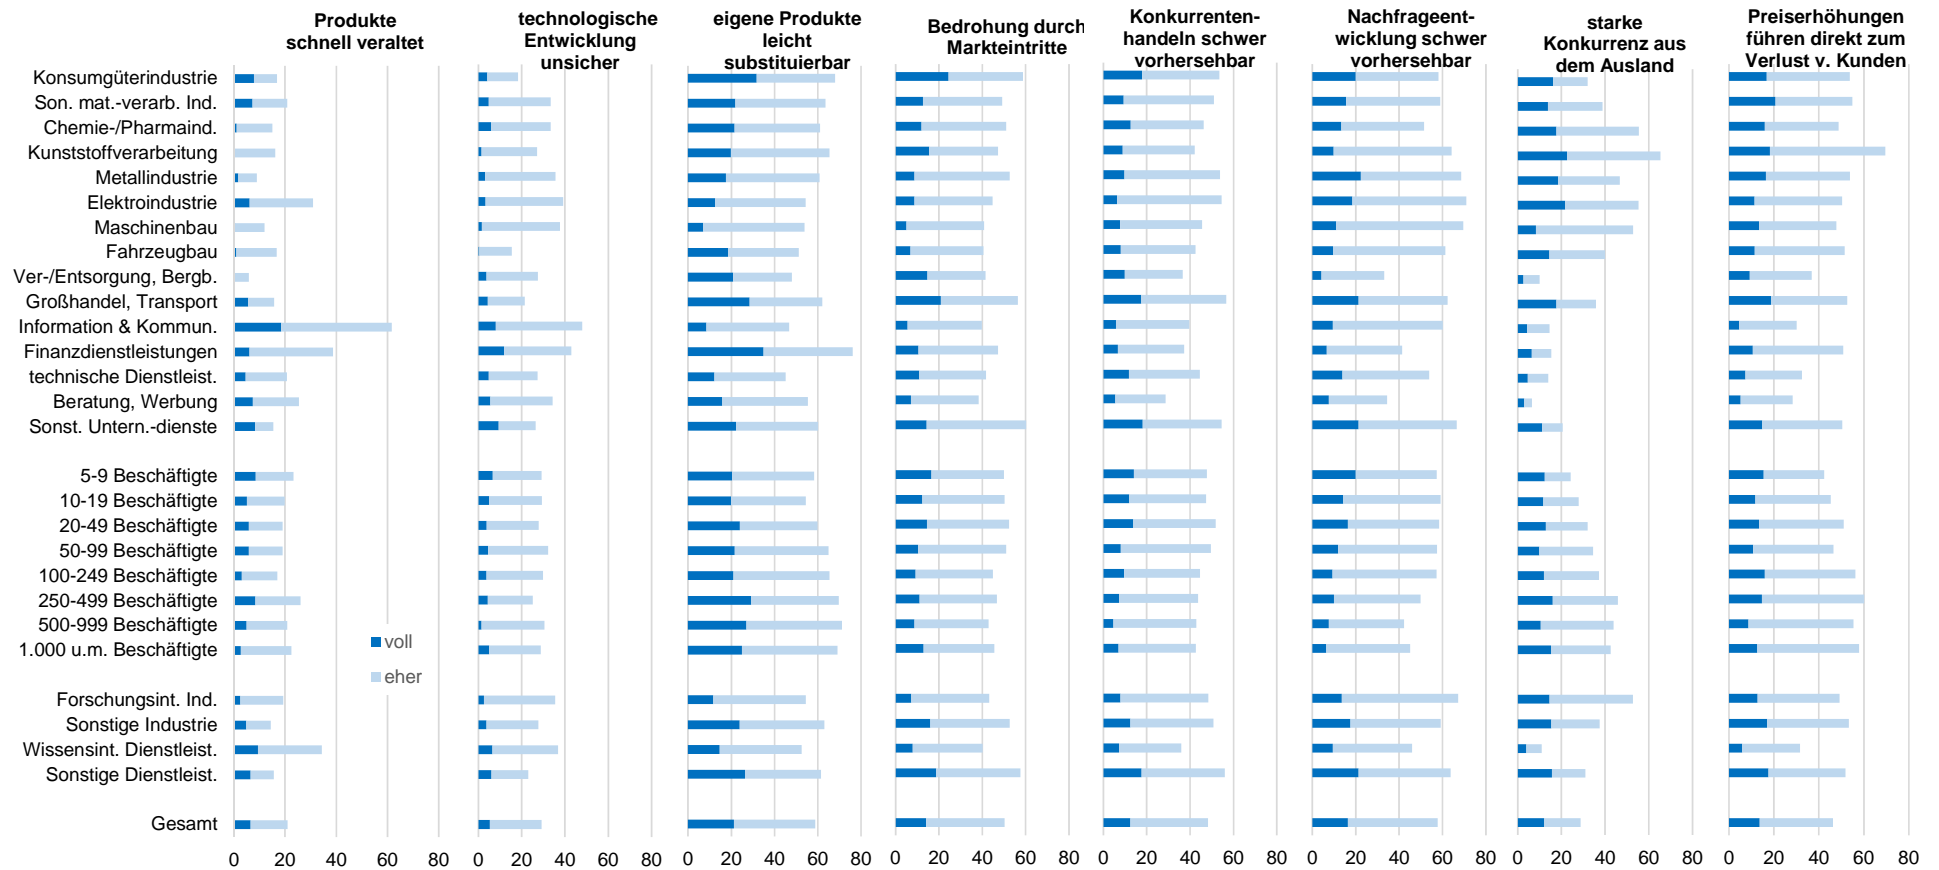 Produkte
schnell veraltet
technologische
Entwicklung
unsicher
eigene Produkte
leicht
substituierbar
Bedrohung durch
Markteintritte
Konkurrenten-
handeln schwer
vorhersehbar
Nachfrageent-
wicklung schwer
vorhersehbar
starke
Konkurrenz aus
dem Ausland
Preiserhöhungen
führen direkt zum
Verlust v. Kunden
Konsumgüterindustrie
Son. mat.-verarb. Ind.
Chemie-/Pharmaind.
Kunststoffverarbeitung
Metallindustrie
Elektroindustrie
Maschinenbau
Fahrzeugbau
Ver-/Entsorgung, Bergb.
Großhandel, Transport
Information & Kommun.
Finanzdienstleistungen
technische Dienstleist.
Beratung, Werbung
Sonst. Untern.-dienste
5-9 Beschäftigte
10-19 Beschäftigte
20-49 Beschäftigte
50-99 Beschäftigte
100-249 Beschäftigte
250-499 Beschäftigte
500-999 Beschäftigte
1.000 u.m. Beschäftigte
voll
eher
Forschungsint. Ind.
Sonstige Industrie
Wissensint. Dienstleist.
Sonstige Dienstleist.
Gesamt
0 20 40 60 80
0 20 40 60 80
0 20 40 60 80
0 20 40 60 80
0 20 40 60 80
0 20 40 60 80
0 20 40 60 80
0 20 40 60 80